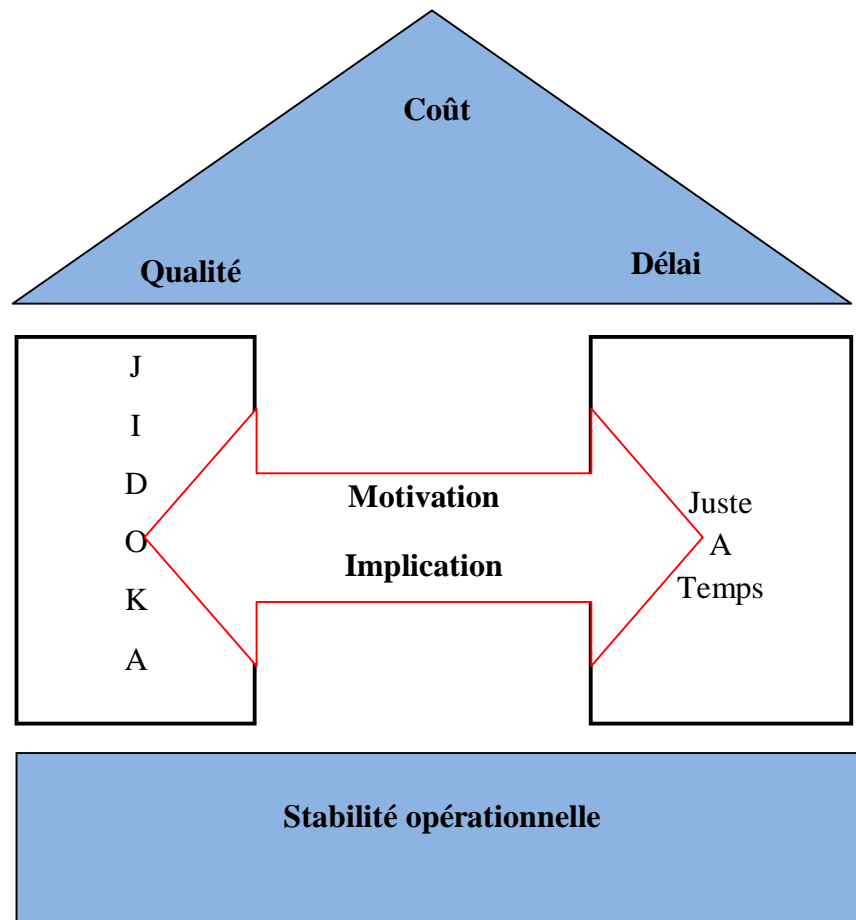 Coût
Qualité
Délai
J
I
D
O
K
A
Motivation
Implication
Juste
A
Temps
Stabilité opérationnelle